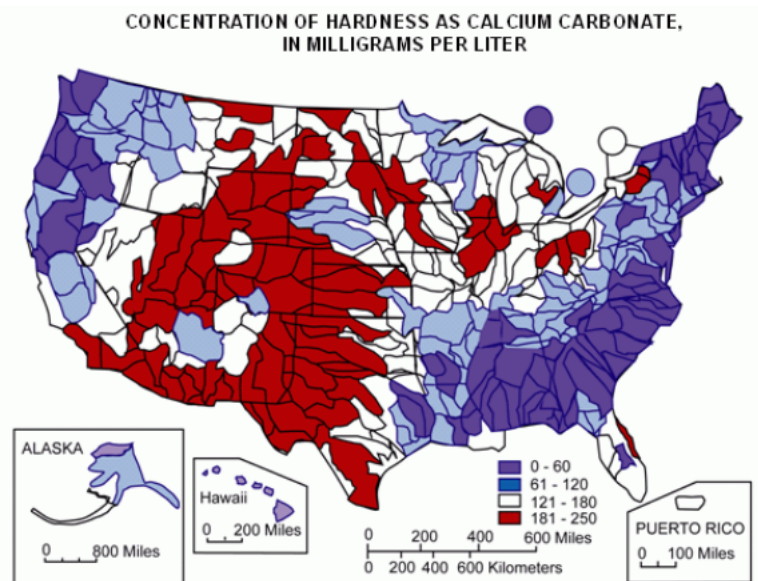 CONCENTRATION OF HARDNESS AS CALCIUM CARBONATE,
IN MILLIGRAMS PER LITER
ALASKA
0 800 Miles
Hawaii
0 200 Miles
0 - 60
61 - 120
121 - 180
181 - 250
0 200 400 600 Miles
0 200 400 600 Kilometers
PUERTO RICO
0 100 Miles